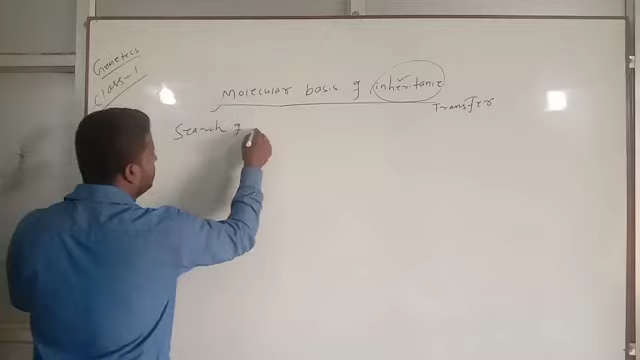 Genetics
Class-1
Molecular basis of inheritance
Transfer
Search of